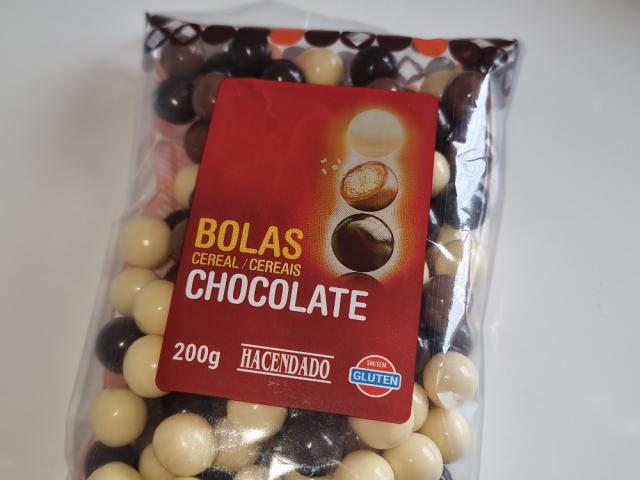 BOLAS
CEREAL / CEREAIS
CHOCOLATE
200g
HACENDADO
SIN/SEM
GLUTEN